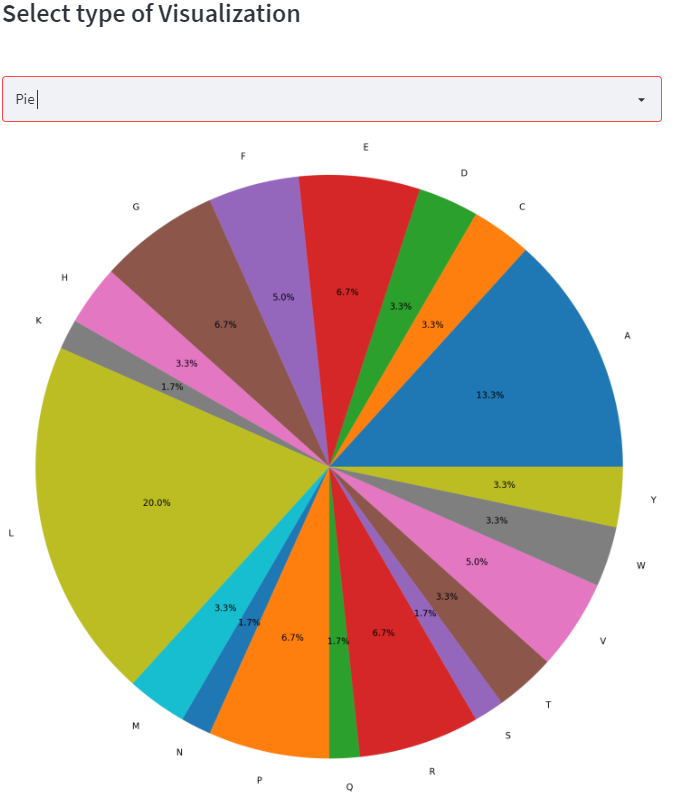 Select type of Visualization
Pie
E
F
D
G
C
H
K
A
L
Y
W
V
T
S
R
Q
P
N
M
6.7%
5.0%
3.3%
3.3%
6.7%
3.3%
1.7%
13.3%
20.0%
3.3%
3.3%
5.0%
3.3%
1.7%
6.7%
1.7%
6.7%
1.7%
3.3%